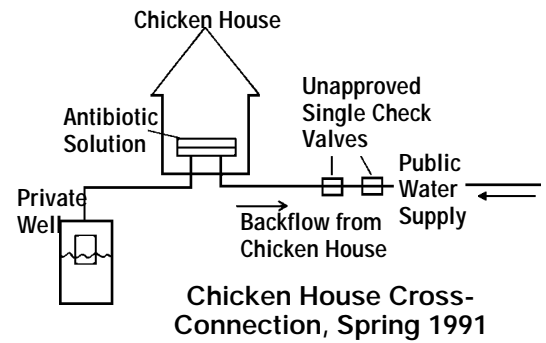 Chicken House
Antibiotic
Solution
Unapproved
Single Check
Valves
Public
Water
Supply
Private
Well
Backflow from
Chicken House
Chicken House Cross-
Connection, Spring 1991